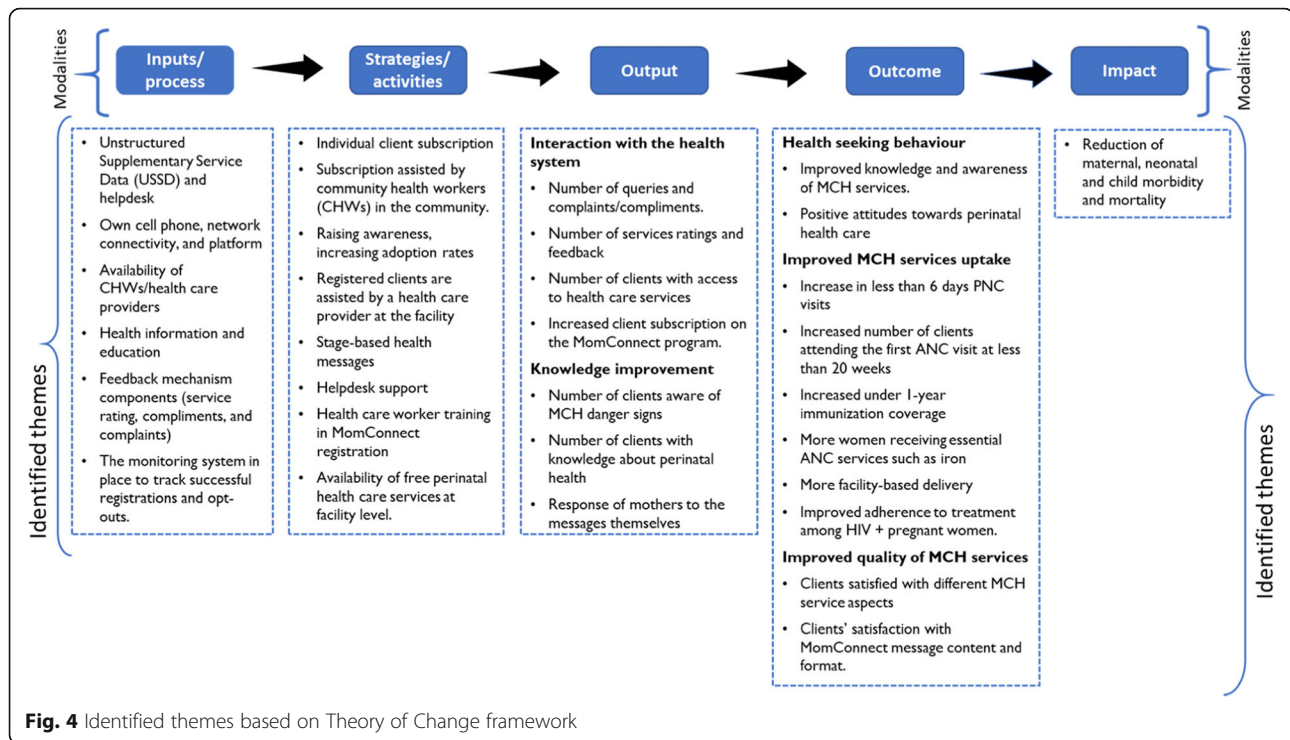 Modalities
Inputs/
process
Strategies/
activities
Output
Outcome
Impact
Modalities
Identified themes
• Unstructured
Supplementary Service
Data (USSD) and
helpdesk
• Own cell phone, network
connectivity, and platform
• Availability of
CHWs/health care
providers
• Health information and
education
• Feedback mechanism
components (service
rating, compliments, and
complaints)
• The monitoring system in
place to track successful
registrations and opt-
outs.
• Individual client subscription
• Subscription assisted by
community health workers
(CHWs) in the community.
• Raising awareness,
increasing adoption rates
• Registered clients are
assisted by a health care
provider at the facility
• Stage-based health
messages
• Helpdesk support
• Health care worker training
in MomConnect
registration
• Availability of free perinatal
health care services at
facility level.
Interaction with the health
system
• Number of queries and
complaints/compliments.
• Number of services ratings and
feedback
• Number of clients with access
to health care services
• Increased client subscription on
the MomConnect program.
Knowledge improvement
• Number of clients aware of
MCH danger signs
• Number of clients with
knowledge about perinatal
health
• Response of mothers to the
messages themselves
Health seeking behaviour
• Improved knowledge and awareness
of MCH services.
• Positive attitudes towards perinatal
health care
Improved MCH services uptake
• Increase in less than 6 days PNC
visits
• Increased number of clients
attending the first ANC visit at less
than 20 weeks
• Increased under 1-year
immunization coverage
• More women receiving essential
ANC services such as iron
• More facility-based delivery
• Improved adherence to treatment
among HIV + pregnant women.
Improved quality of MCH services
• Clients satisfied with different MCH
service aspects
• Clients' satisfaction with
MomConnect message content and
format.
• Reduction of
maternal, neonatal
and child morbidity
and mortality
Identified themes
Fig. 4 Identified themes based on Theory of Change framework